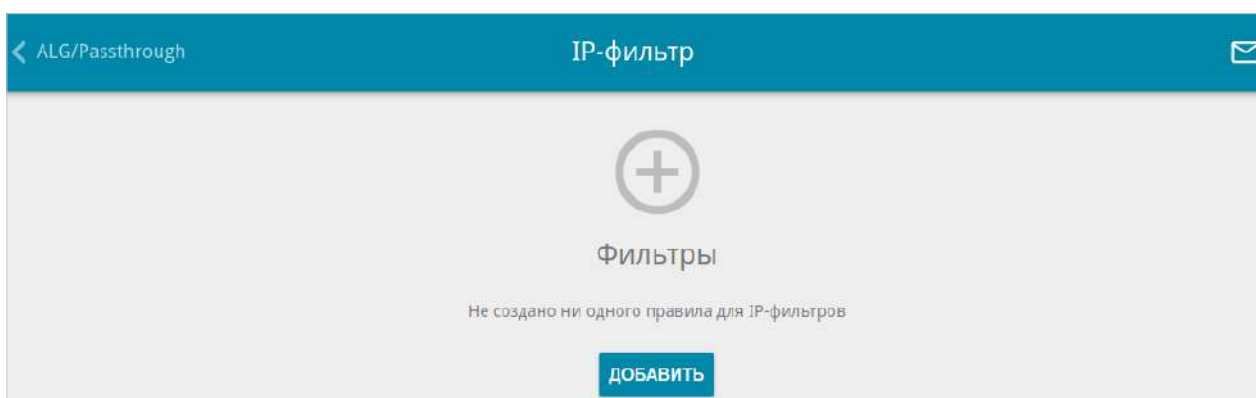 ALG/Passthrough
IP-фильтр
Фильтры
Не создано ни одного правила для IP-фильтров
ДОБАВИТЬ